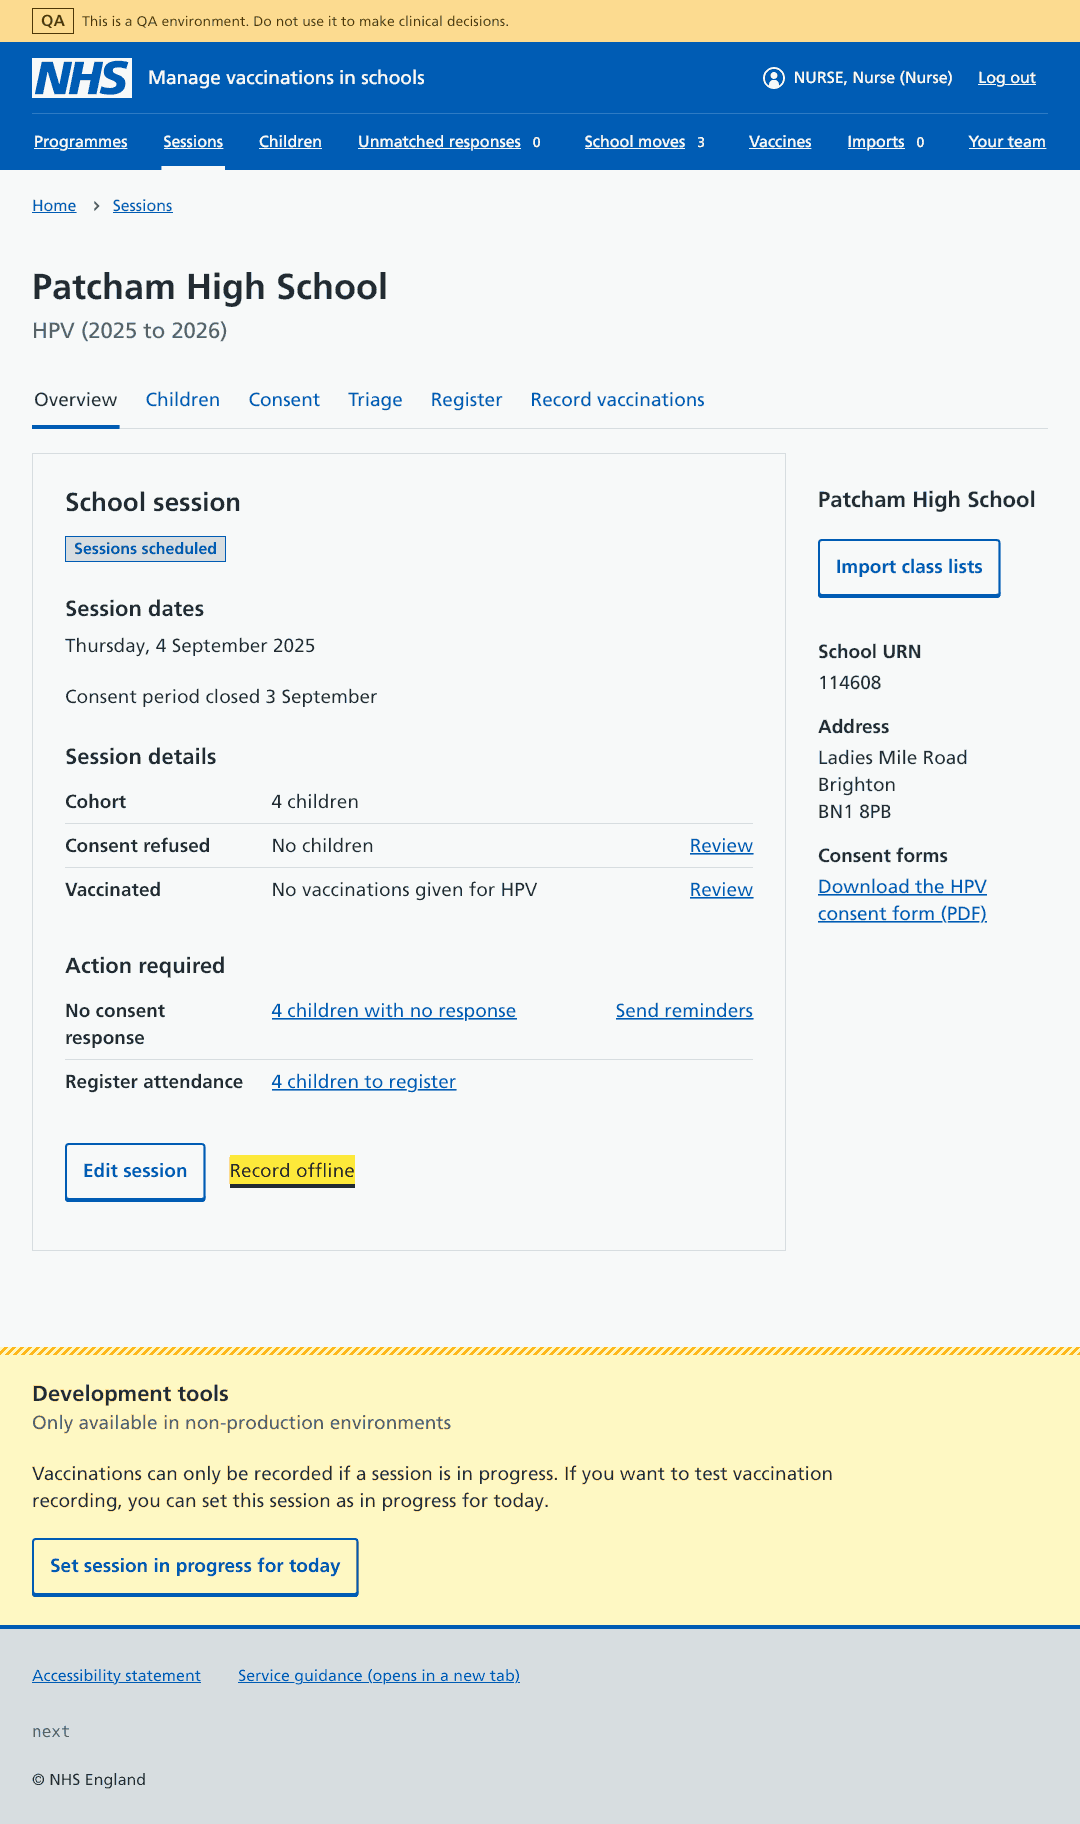 QA This is a QA environment. Do not use it to make clinical decisions.
NHS Manage vaccinations in schools NURSE, Nurse (Nurse) Log out
Programmes Sessions Children Unmatched responses 0 School moves 3 Vaccines Imports 0 Your team
Home Sessions
Patcham High School
HPV (2025 to 2026)
Overview Children Consent Triage Register Record vaccinations
School session
Sessions scheduled
Session dates
Thursday, 4 September 2025
Consent period closed 3 September
Session details
Cohort 4 children
Consent refused No children Review
Vaccinated No vaccinations given for HPV Review
Action required
No consent response 4 children with no response Send reminders
Register attendance 4 children to register
Edit session Record offline
Patcham High School
Import class lists
School URN
114608
Address
Ladies Mile Road
Brighton
BN1 8PB
Consent forms
Download the HPV
consent form (PDF)
Development tools
Only available in non-production environments
Vaccinations can only be recorded if a session is in progress. If you want to test vaccination
recording, you can set this session as in progress for today.
Set session in progress for today
Accessibility statement Service guidance (opens in a new tab)
next
© NHS England